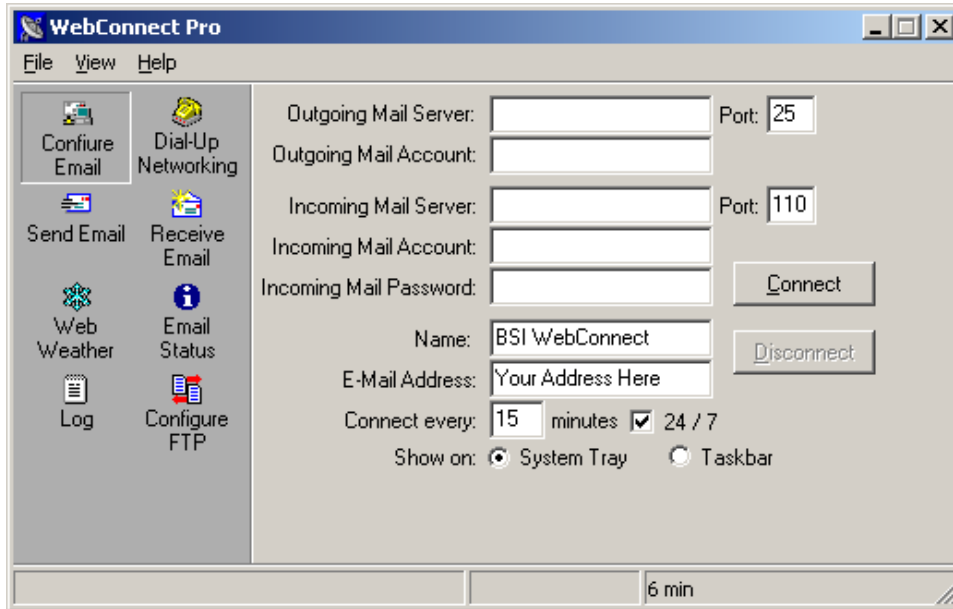 WebConnect Pro
File View Help
Confiure Email
Dial-Up Networking
Send Email
Receive Email
Web Weather
Email Status
Log
Configure FTP
Outgoing Mail Server: Port: 25
Outgoing Mail Account:
Incoming Mail Server: Port: 110
Incoming Mail Account:
Incoming Mail Password:
Connect
Name: BSI WebConnect
Disconnect
E-Mail Address: Your Address Here
Connect every: 15 minutes 24 / 7
Show on: System Tray Taskbar
6 min